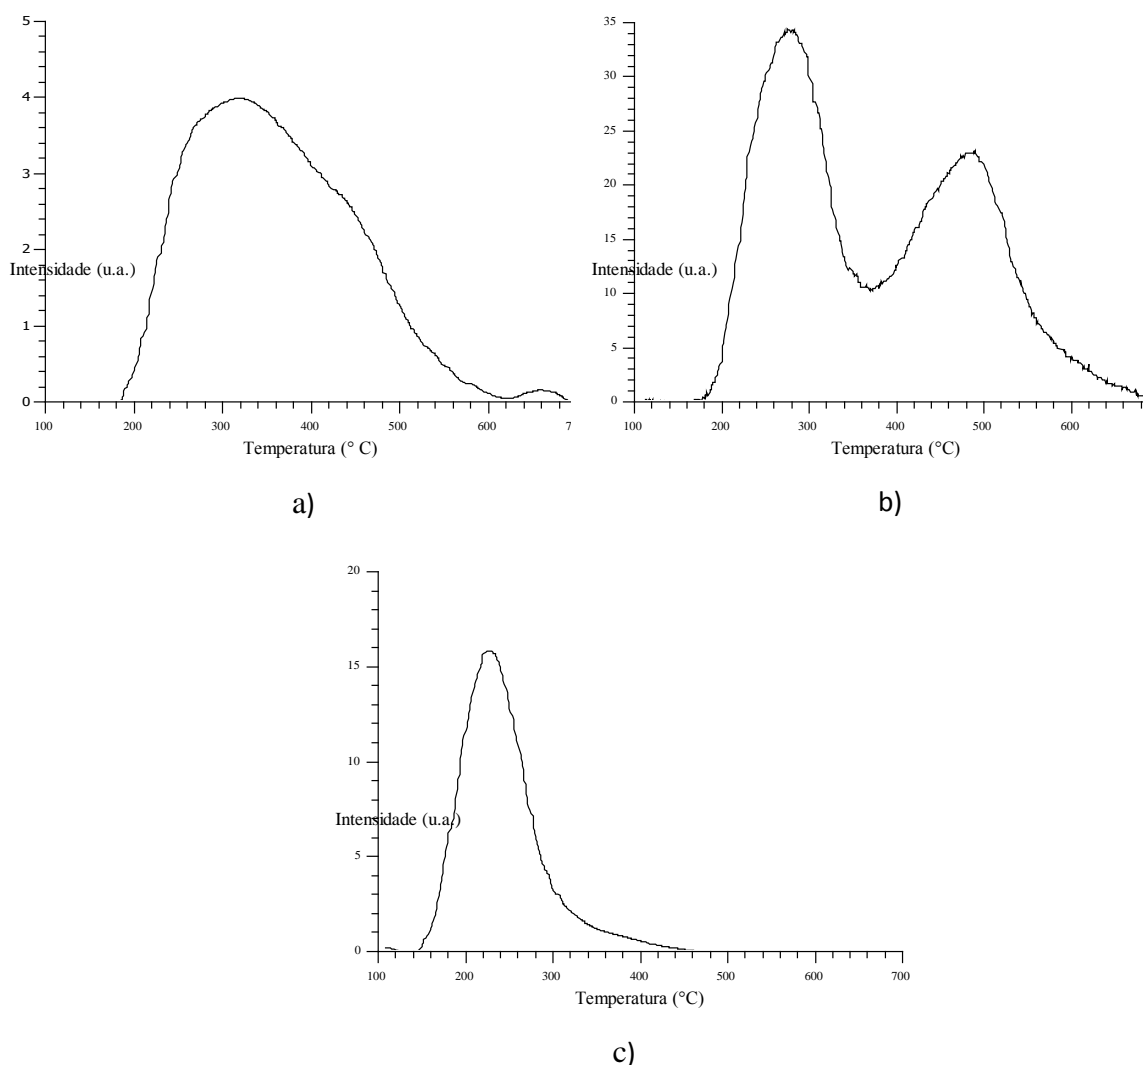 5
4
3
2
1
0
Intensidade (u.a.)
100 200 300 400 500 600 7
Temperatura (° C)
a)
35
30
25
20
15
10
5
0
Intensidade (u.a.)
100 200 300 400 500 600
Temperatura (°C)
b)
20
15
10
5
0
Intensidade (u.a.)
100 200 300 400 500 600 700
Temperatura (°C)
c)